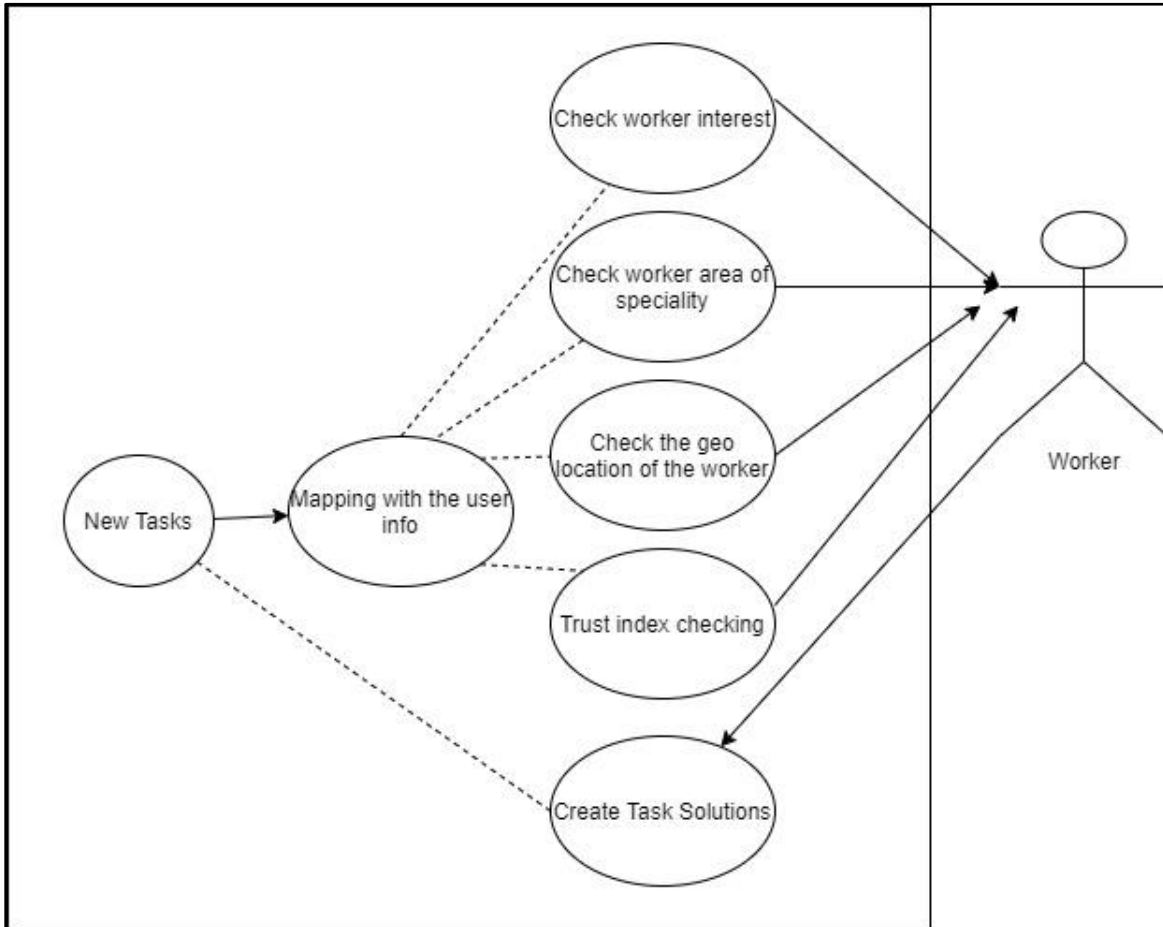 Check worker interest
Check worker area of
speciality
Check the geo
location of the worker
Mapping with the user
info
New Tasks
Worker
Trust index checking
Create Task Solutions